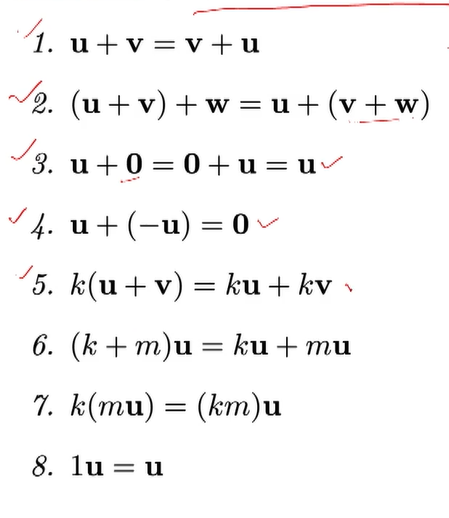 1. u + v = v + u
2. (u + v) + w = u + (v + w)
3. u + 0 = 0 + u = u
4. u + (−u) = 0
5. k(u + v) = ku + kv
6. (k + m)u = ku + mu
7. k(mu) = (km)u
8. 1u = u